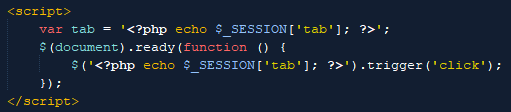 <script>
    var tab = '<?php echo $_SESSION['tab']; ?>';
    $(document).ready(function () {
        $('<?php echo $_SESSION['tab']; ?>').trigger('click');
    });
</script>